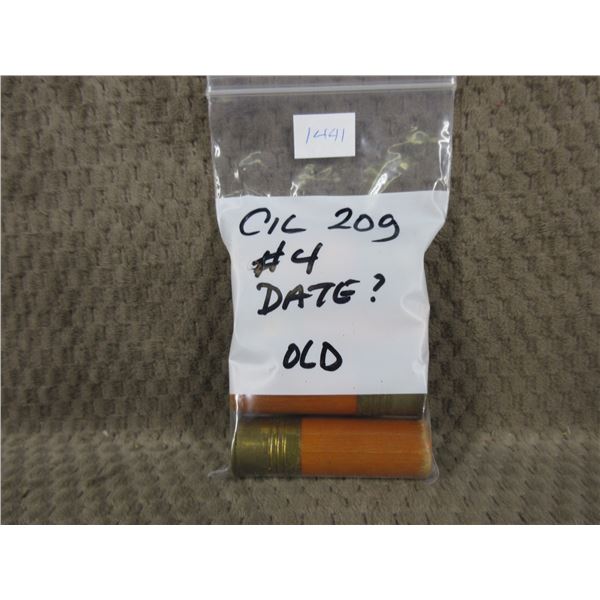 1441
CIL 20g
#4
DATE?
OLD